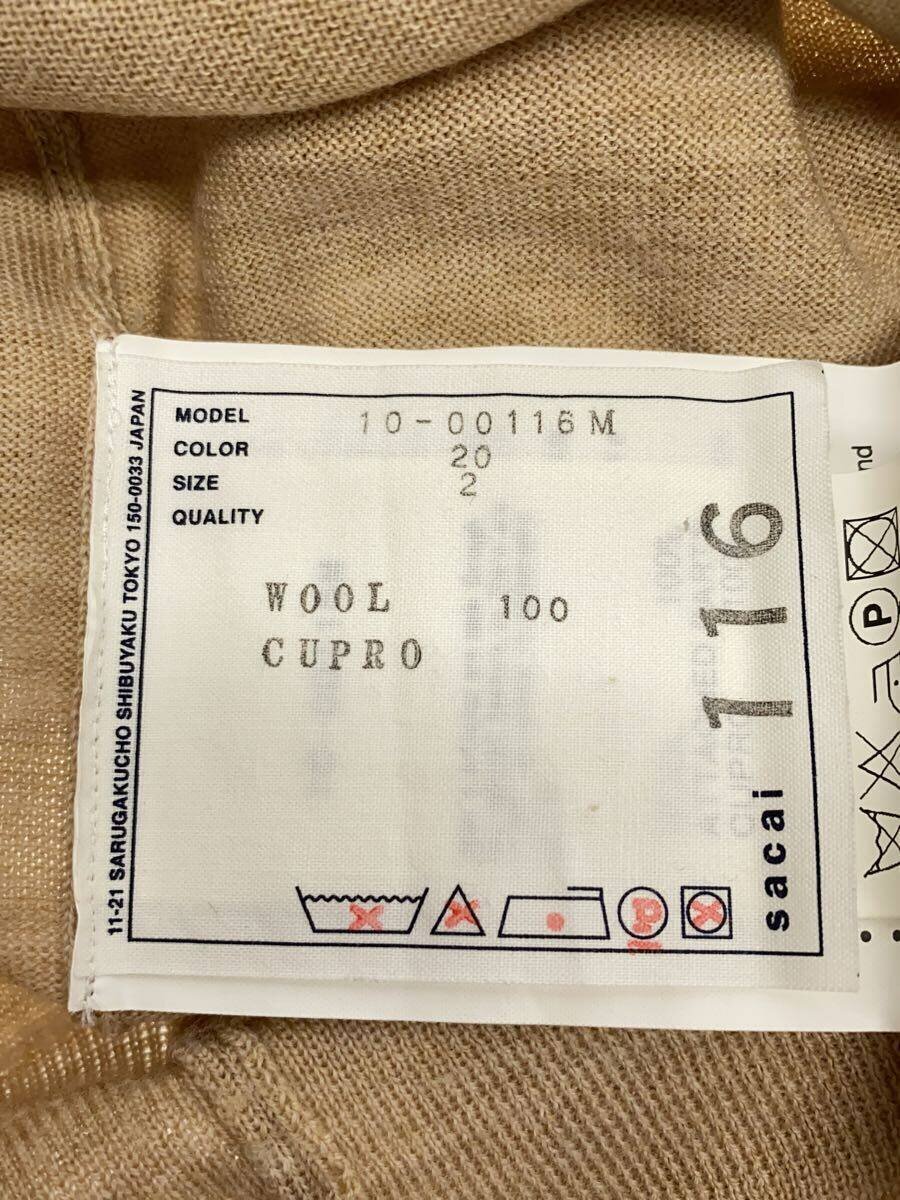 MODEL 10-00116M
COLOR 20
SIZE 2
QUALITY
WOOL 100
CUPRO
116
sacai
11-21 SARUGAKUCHO SHIBUYAKU TOKYO 150-0033 JAPAN
nd
P